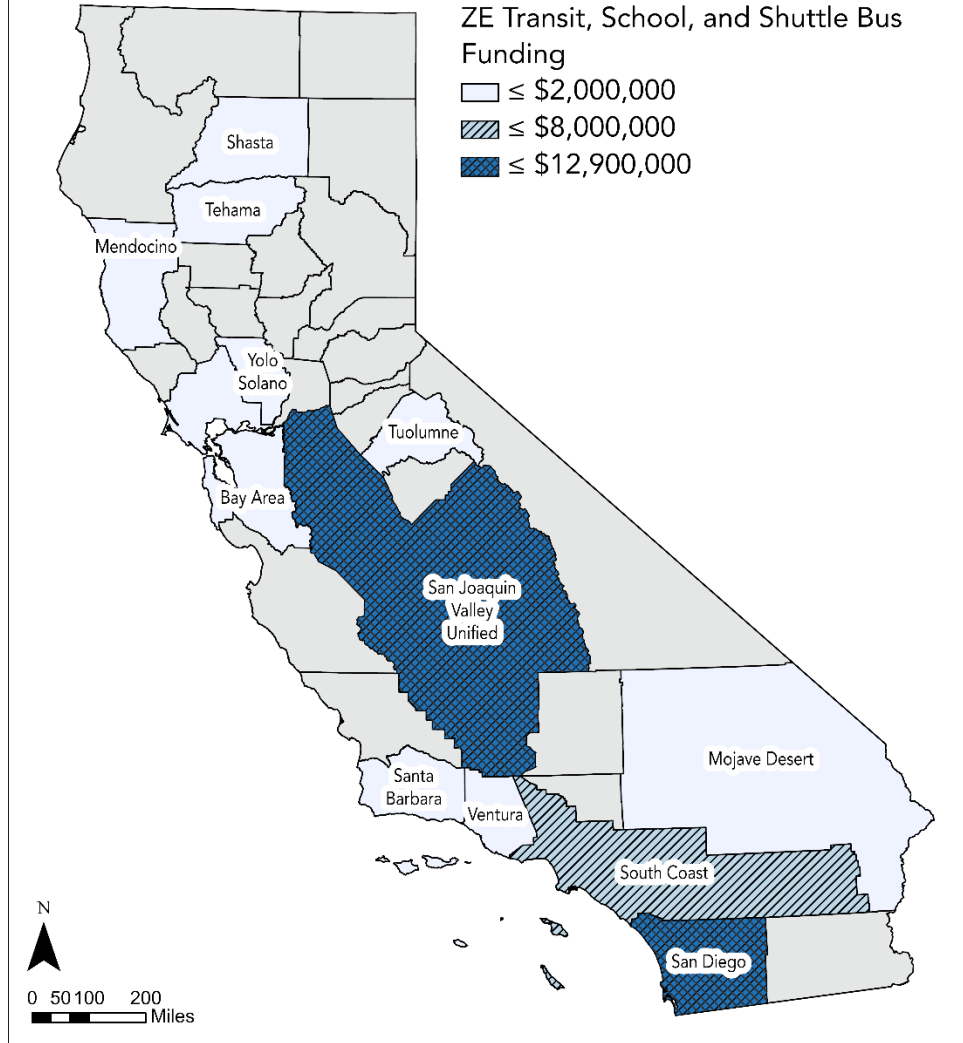 ZE Transit, School, and Shuttle Bus
Funding
≤ $2,000,000
≤ $8,000,000
≤ $12,900,000
Shasta
Tehama
Mendocino
Yolo
Solano
Tuolumne
Bay Area
San Joaquin
Valley
Unified
Mojave Desert
Santa
Barbara
Ventura
South Coast
San Diego
N
0 50 100 200
Miles